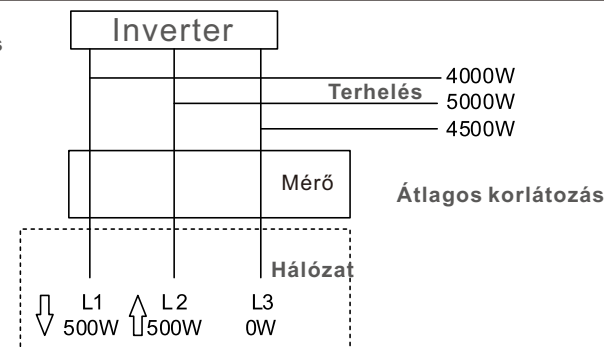 s
Inverter
4000W
Terhelés
5000W
4500W
Mérő
Átlagos korlátozás
Hálózat
L1 L2 L3
500W 500W 0W